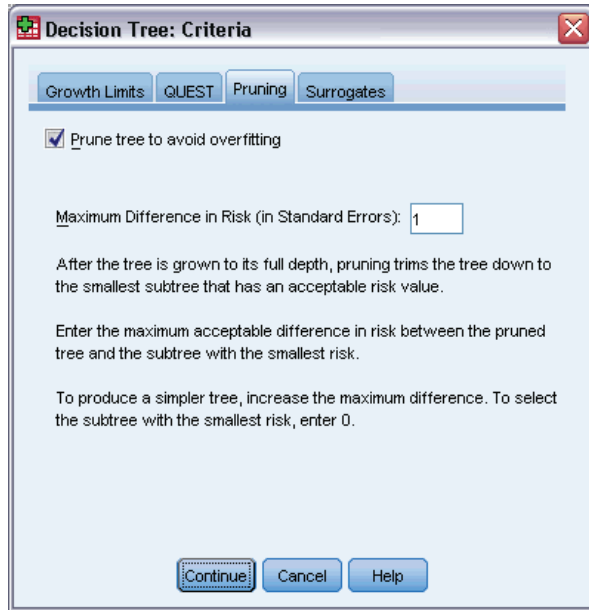 Decision Tree: Criteria
Growth Limits QUEST Pruning Surrogates
Prune tree to avoid overfitting
Maximum Difference in Risk (in Standard Errors): 1
After the tree is grown to its full depth, pruning trims the tree down to
the smallest subtree that has an acceptable risk value.
Enter the maximum acceptable difference in risk between the pruned
tree and the subtree with the smallest risk.
To produce a simpler tree, increase the maximum difference. To select
the subtree with the smallest risk, enter 0.
Continue Cancel Help